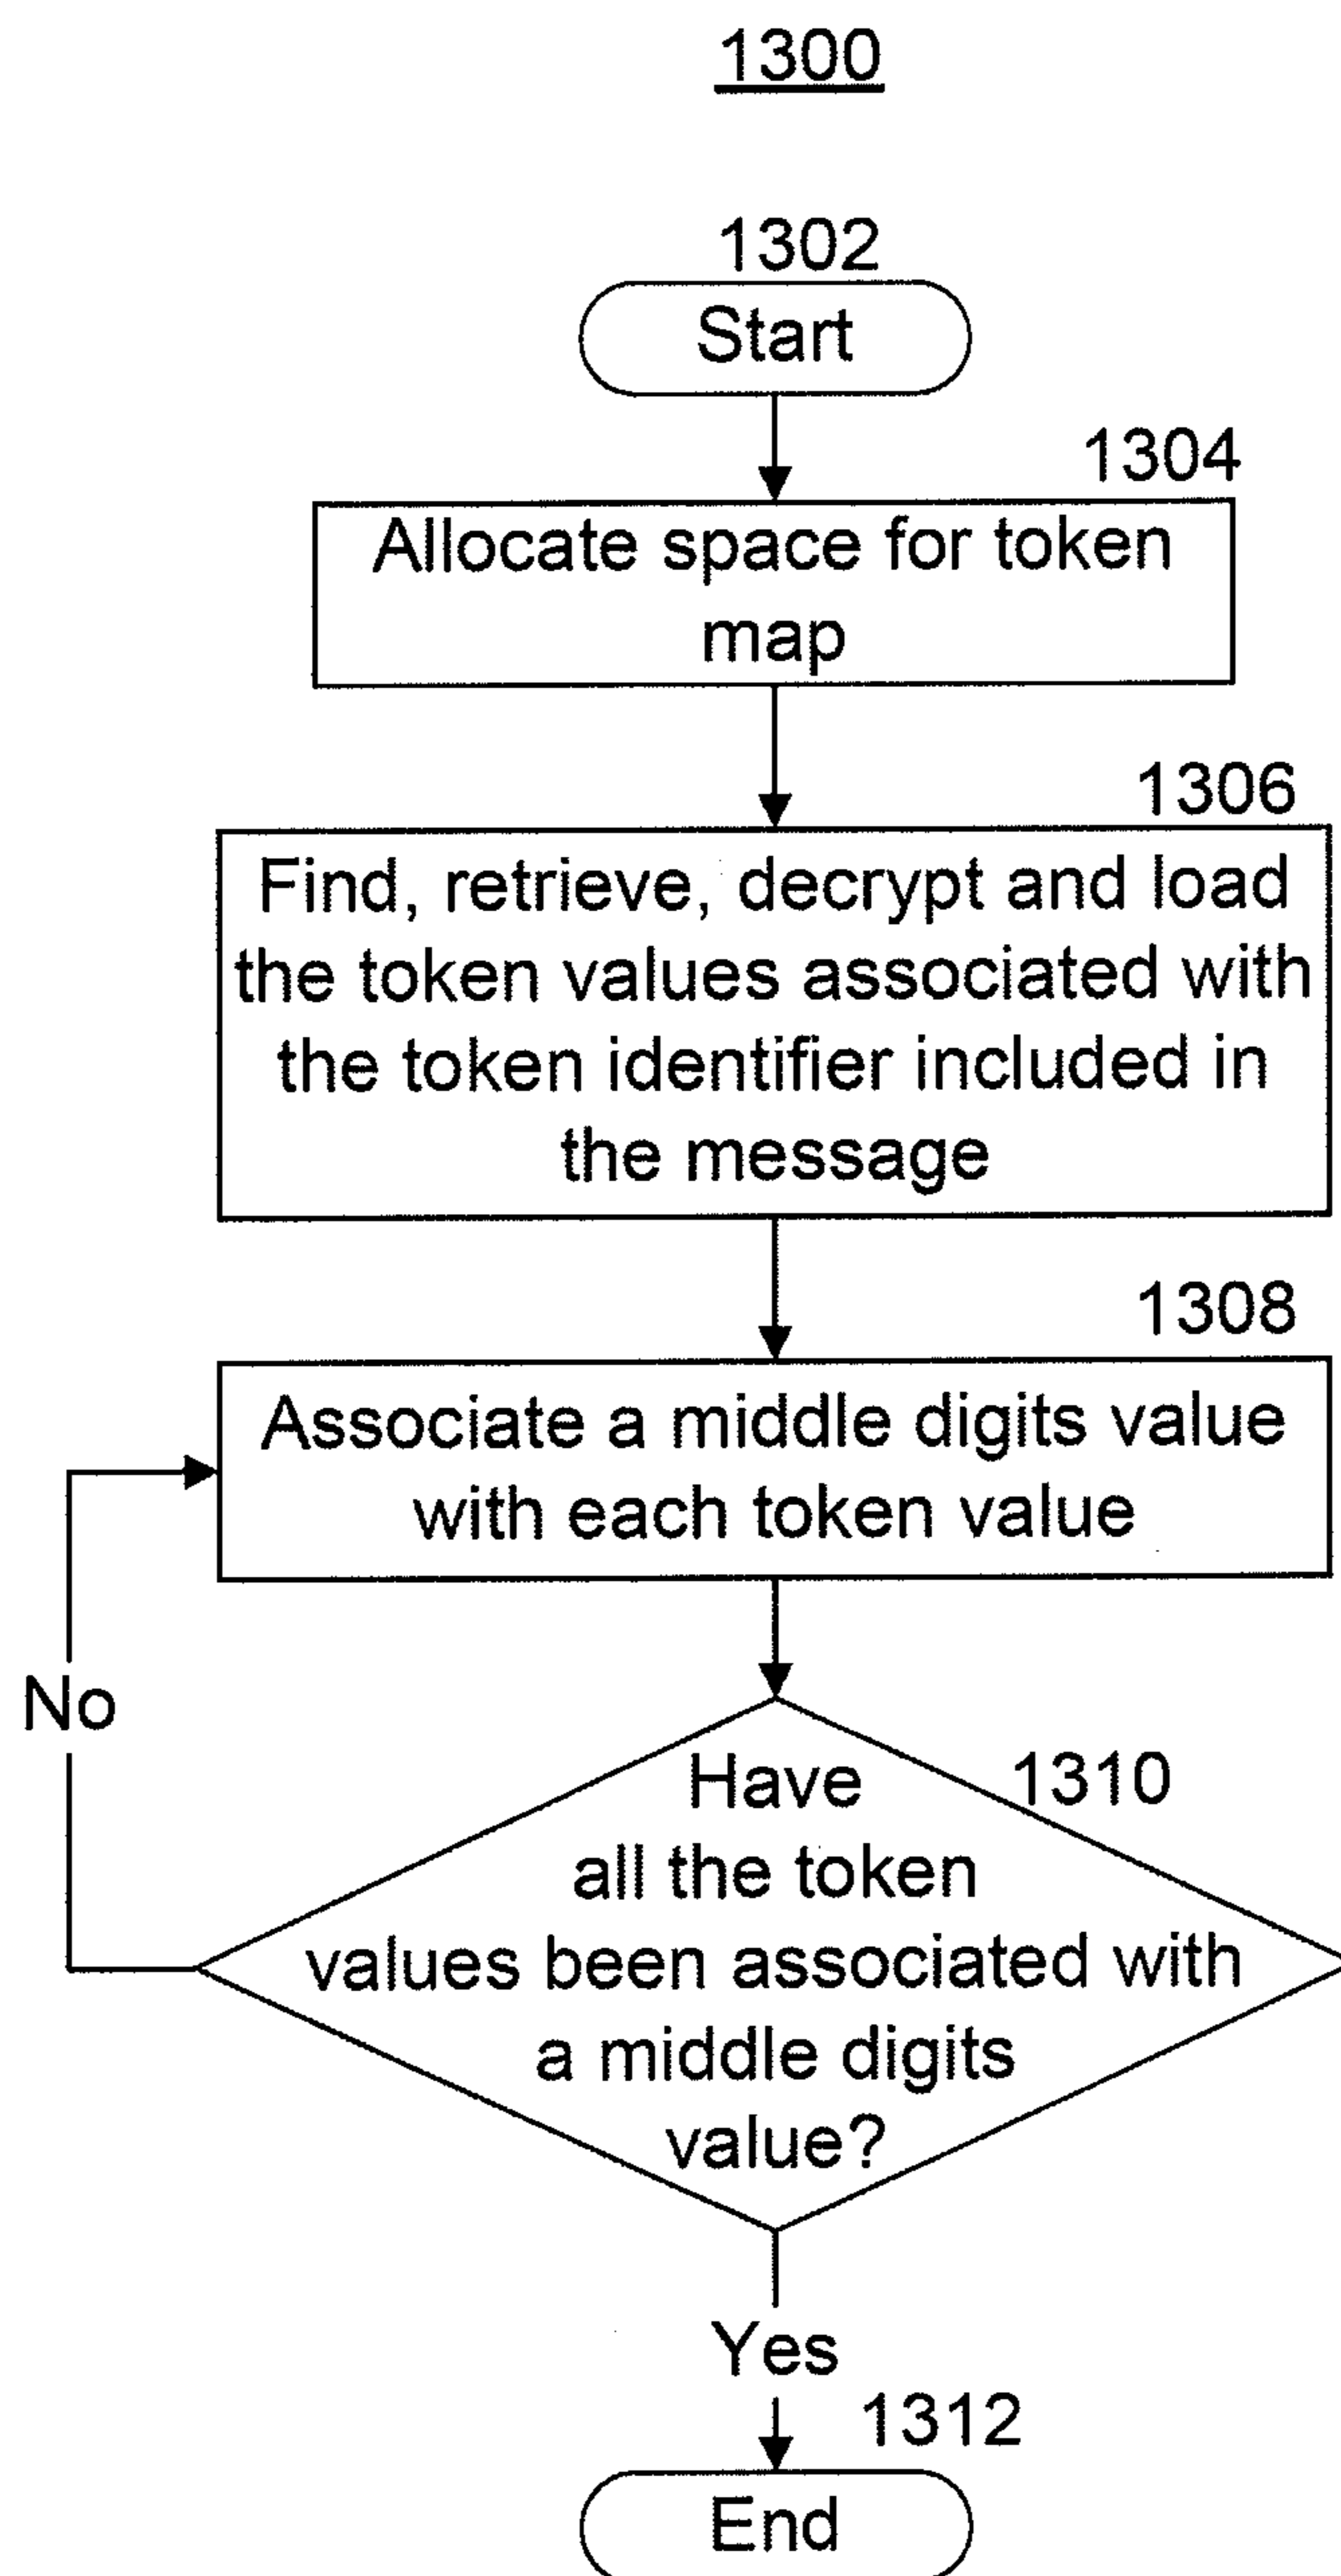 1300
1302
Start
1304
Allocate space for token
map
1306
Find, retrieve, decrypt and load
the token values associated with
the token identifier included in
the message
1308
Associate a middle digits value
with each token value
No
Have
1310
all the token
values been associated with
a middle digits
value?
Yes
1312
End